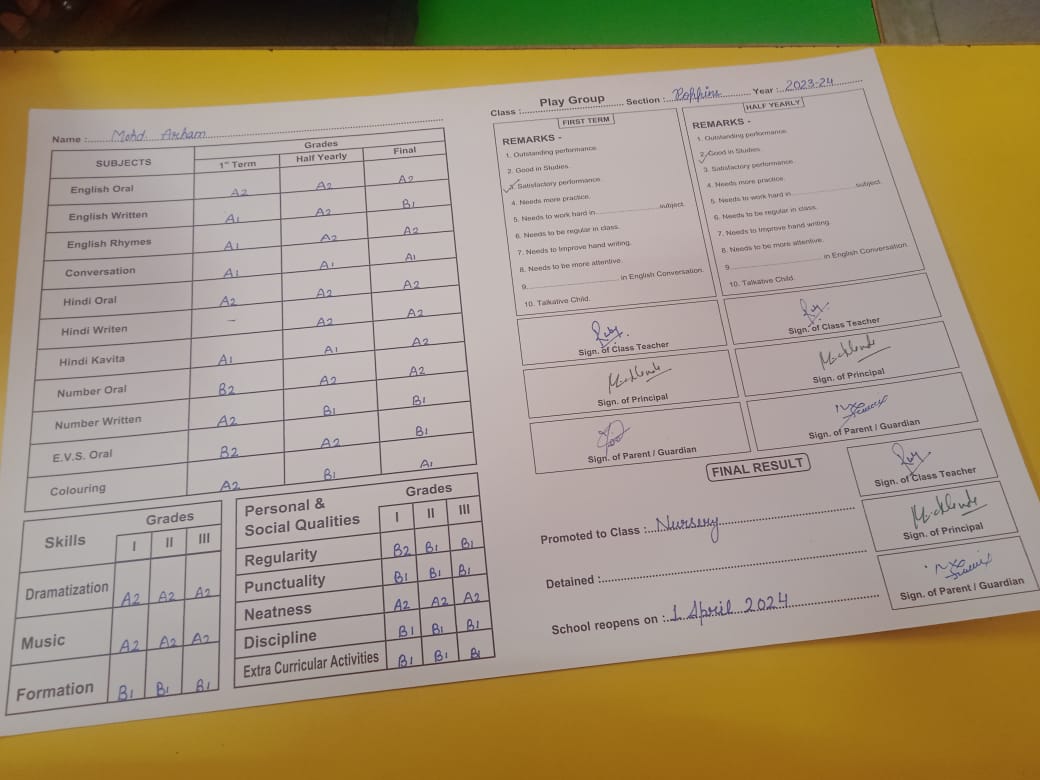 Name : Mohd Arham
SUBJECTS Grades
1st Term Half Yearly Final
English Oral A2 A2 A2
English Written A1 A2 B1
English Rhymes A1 A2 A2
Conversation A1 A1 A1
Hindi Oral A2 A2 A2
Hindi Writen - A2 A2
Hindi Kavita A1 A1 A2
Number Oral B2 A2 A2
Number Written A2 B1 B1
E.V.S. Oral B2 A2 B1
Colouring A2 B1 A1
Skills Grades
I II III
Dramatization A2 A2 A2
Music A2 A2 A2
Formation B1 B1 B1
Personal & Social Qualities Grades
I II III
Regularity B2 B1 B1
Punctuality B1 B1 B1
Neatness A2 A2 A2
Discipline B1 B1 B1
Extra Curricular Activities B1 B1 B1
Class : Play Group Section : Poppins Year : 2023-24
FIRST TERM
REMARKS -
1. Outstanding performance.
2. Good in Studies.
3. Satisfactory performance.
4. Needs more practice.
5. Needs to work hard in subject.
6. Needs to be regular in class.
7. Needs to Improve hand writing.
8. Needs to be more attentive.
9. in English Conversation.
10. Talkative Child.
Sign. of Class Teacher
Sign. of Principal
Sign. of Parent / Guardian
HALF YEARLY
REMARKS -
1. Outstanding performance.
2. Good in Studies.
3. Satisfactory performance.
4. Needs more practice.
5. Needs to work hard in subject.
6. Needs to be regular in class.
7. Needs to Improve hand writing.
8. Needs to be more attentive.
9. in English Conversation.
10. Talkative Child.
Sign. of Class Teacher
Sign. of Principal
Sign. of Parent / Guardian
FINAL RESULT
Promoted to Class : Nursery
Detained :
School reopens on : 1 April 2024
Sign. of Class Teacher
Sign. of Principal
Sign. of Parent / Guardian